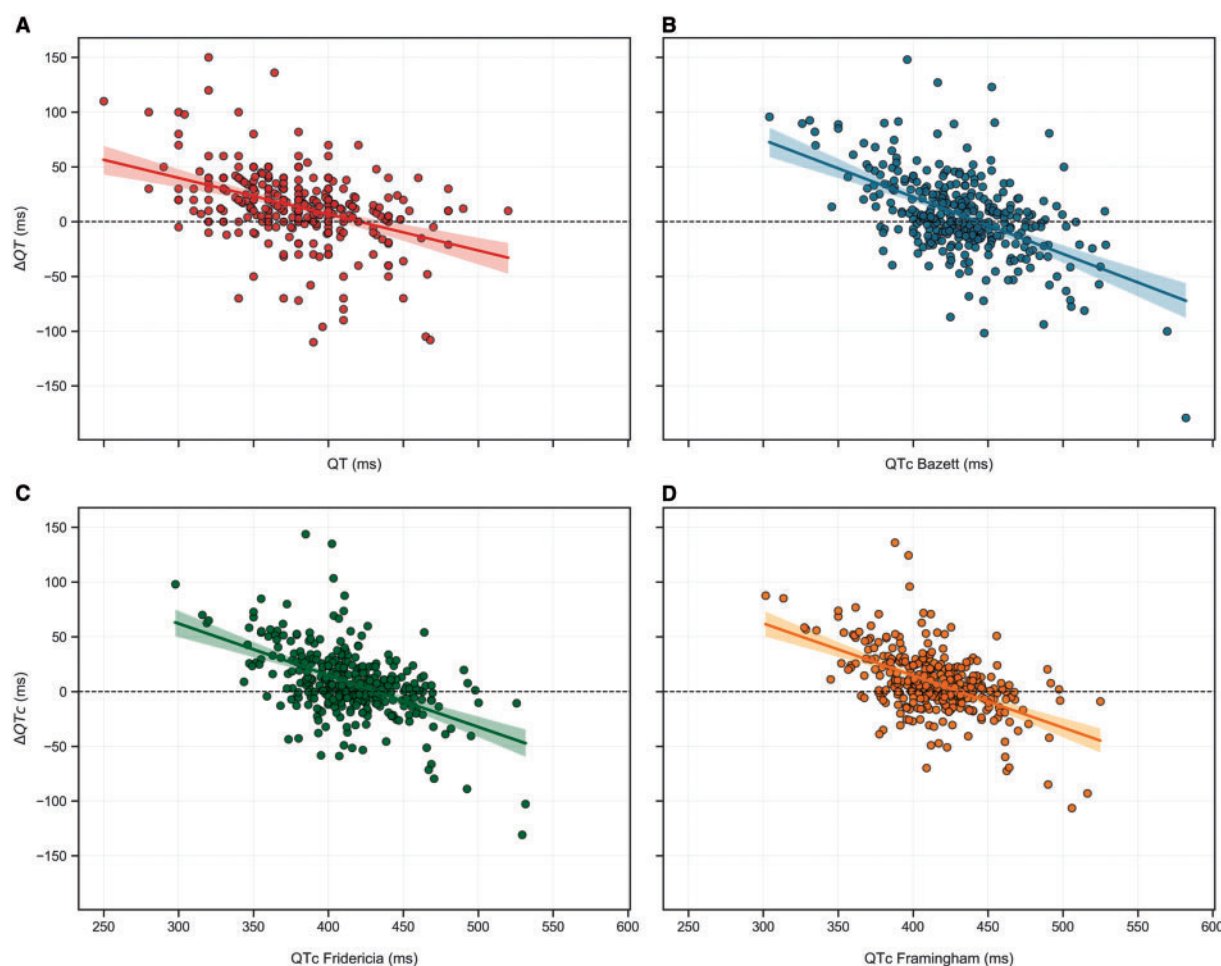 A
B
150
100
50
0
−50
−100
−150
ΔQT (ms)
QT (ms)
QTc Bazett (ms)
C
D
150
100
50
0
−50
−100
−150
ΔQTc (ms)
250 300 350 400 450 500 550 600
250 300 350 400 450 500 550 600
QTc Fridericia (ms)
QTc Framingham (ms)